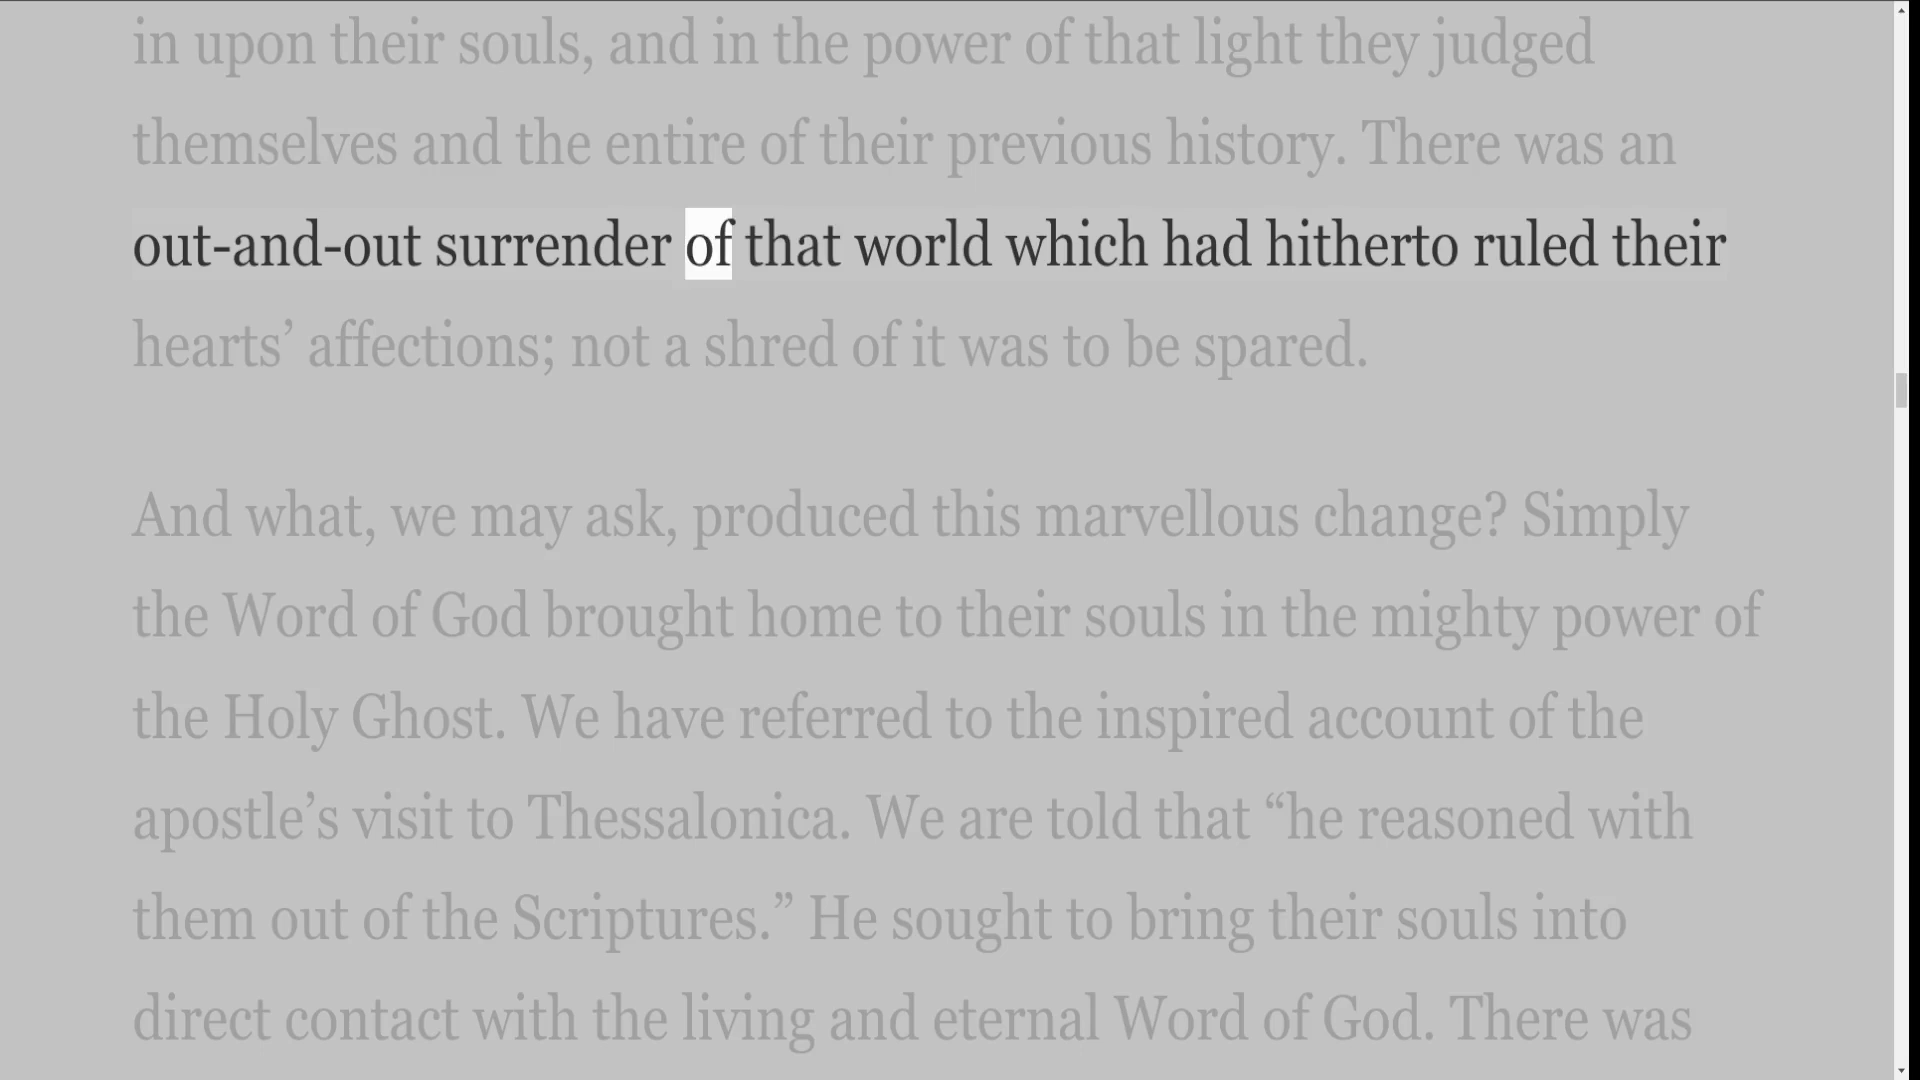 in upon their souls, and in the power of that light they judged
themselves and the entire of their previous history. There was an
out-and-out surrender of that world which had hitherto ruled their
hearts’ affections; not a shred of it was to be spared.
And what, we may ask, produced this marvellous change? Simply
the Word of God brought home to their souls in the mighty power of
the Holy Ghost. We have referred to the inspired account of the
apostle’s visit to Thessalonica. We are told that “he reasoned with
them out of the Scriptures.” He sought to bring their souls into
direct contact with the living and eternal Word of God. There was